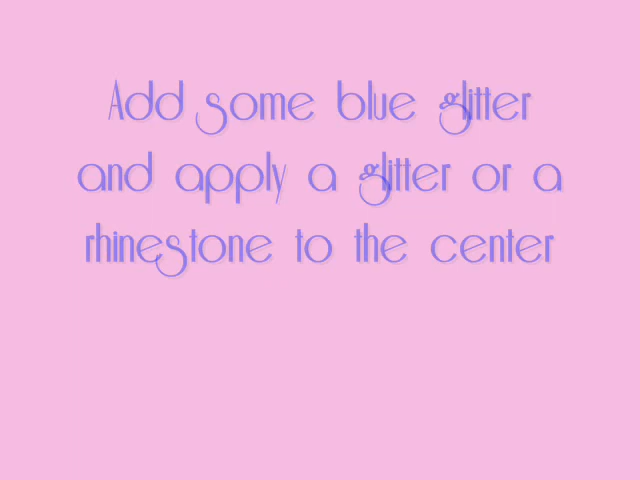 Add some blue glitter
and apply a glitter or a
rhinestone to the center